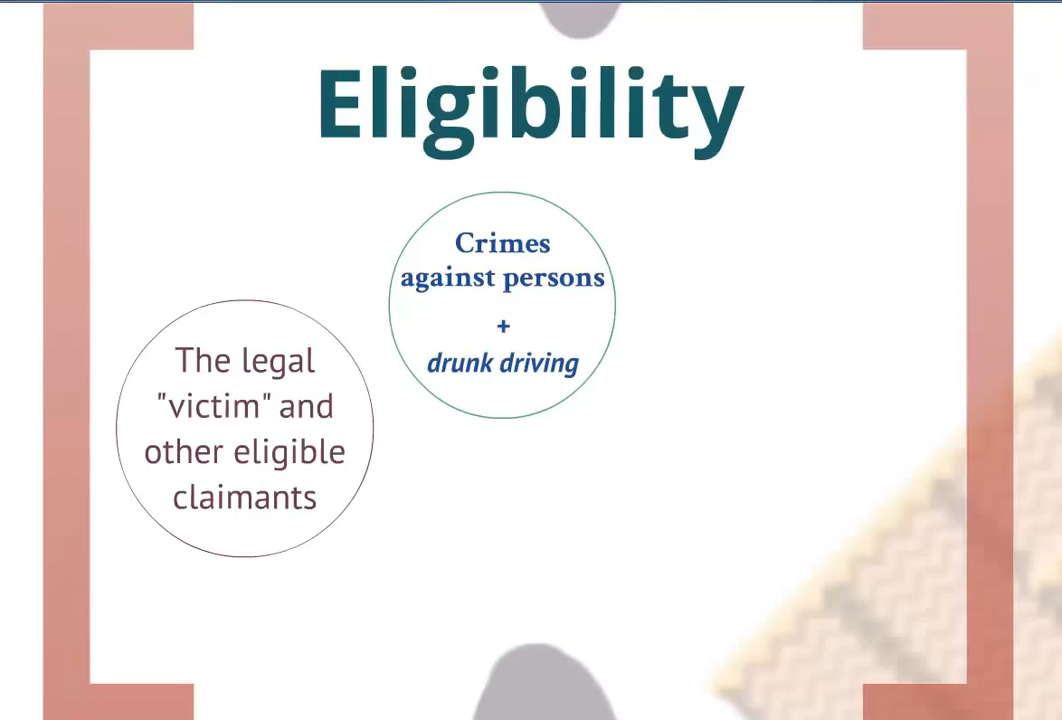 Eligibility
Crimes
against persons
+
drunk driving
The legal
"victim" and
other eligible
claimants